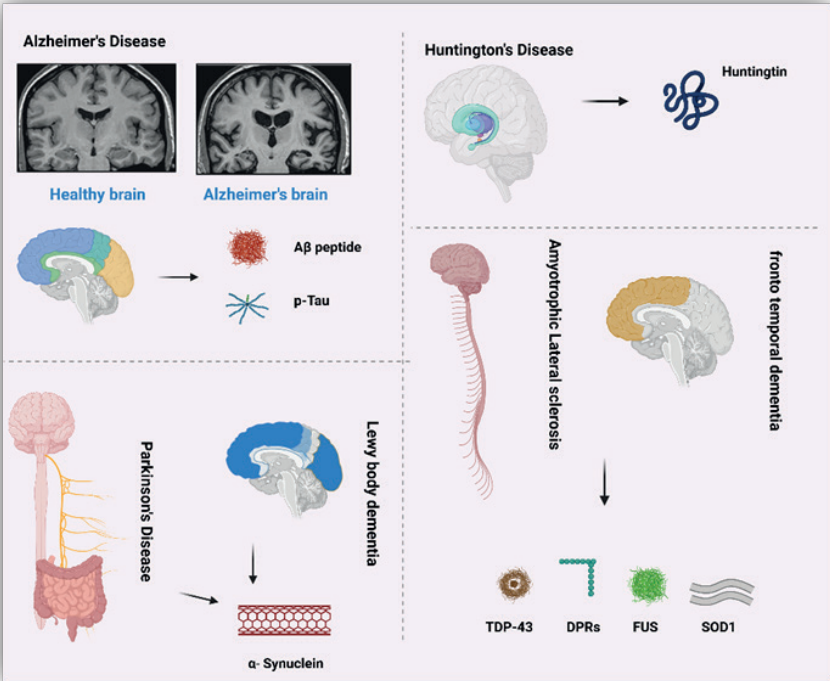 Alzheimer's Disease
Healthy brain
Alzheimer's brain
Aβ peptide
p-Tau
Huntington's Disease
Huntingtin
Parkinson's Disease
Lewy body dementia
α- Synuclein
Amyotrophic Lateral sclerosis
fronto temporal dementia
TDP-43
DPRs
FUS
SOD1